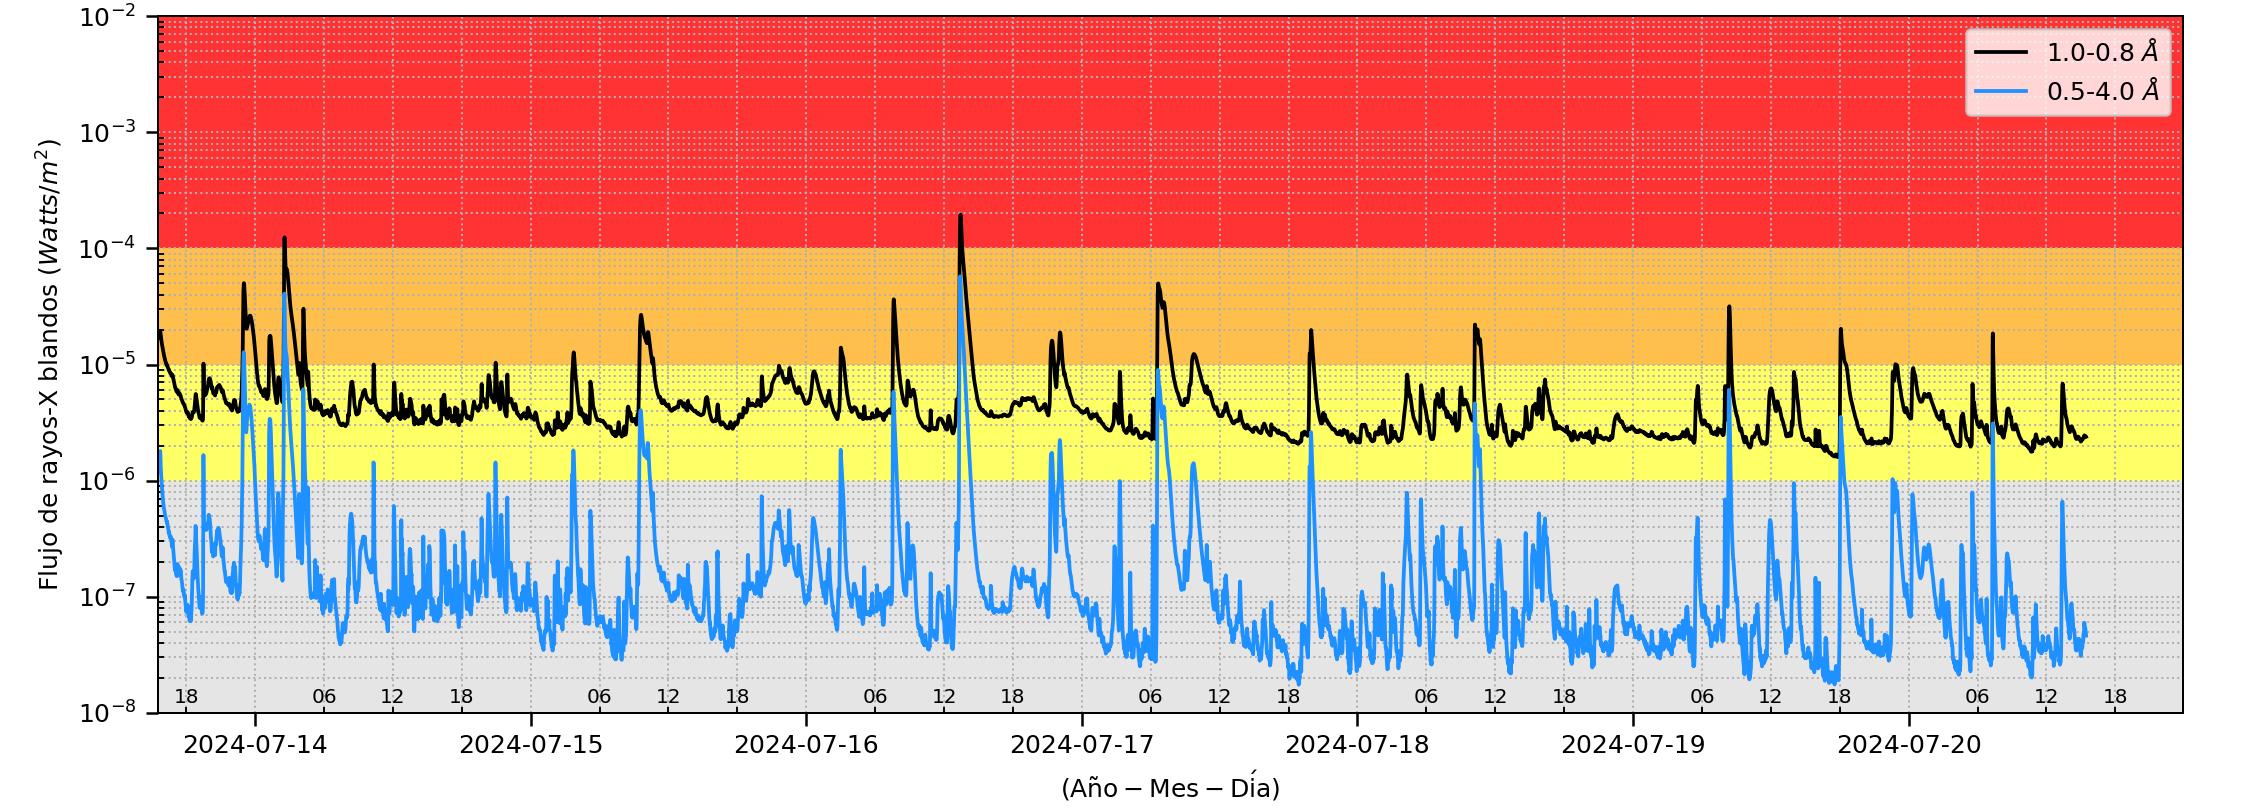 Flujo de rayos-X blandos (Watts/m²)
10⁻²
10⁻³
10⁻⁴
10⁻⁵
10⁻⁶
10⁻⁷
10⁻⁸
1.0-0.8 Å
0.5-4.0 Å
18 06 12 18 06 12 18 06 12 18 06 12 18 06 12 18 06 12 18 06 12 18
2024-07-14 2024-07-15 2024-07-16 2024-07-17 2024-07-18 2024-07-19 2024-07-20
(Año − Mes − Día)